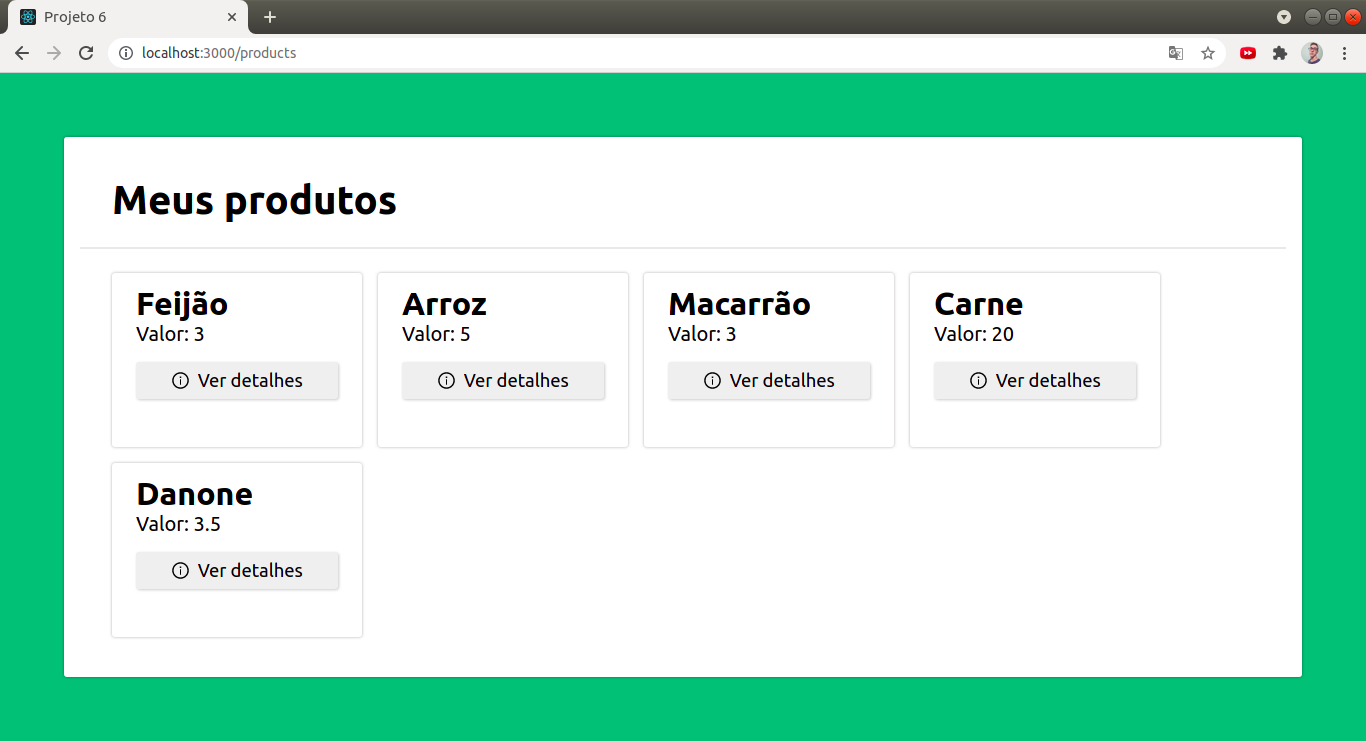 Projeto 6
localhost:3000/products
Meus produtos
Feijão
Valor: 3
Ver detalhes
Arroz
Valor: 5
Ver detalhes
Macarrão
Valor: 3
Ver detalhes
Carne
Valor: 20
Ver detalhes
Danone
Valor: 3.5
Ver detalhes